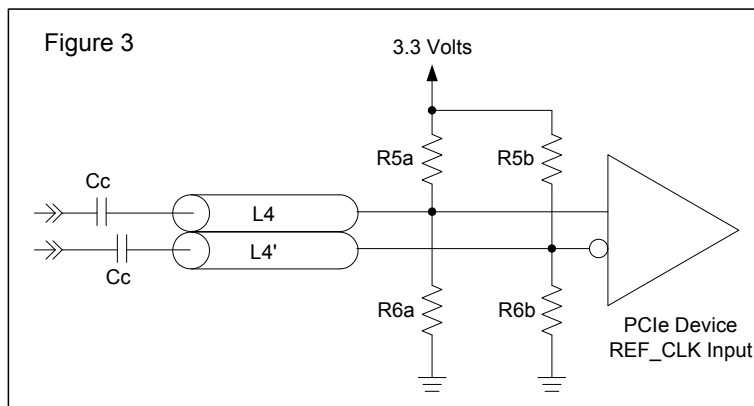 Figure 3
3.3 Volts
R5a
R5b
Cc
L4
L4'
Cc
R6a
R6b
PCIe Device
REF_CLK Input